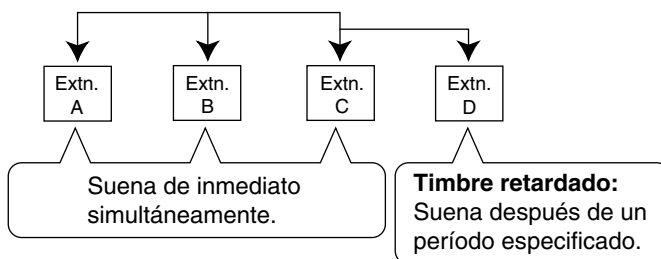 Extn.
A
Extn.
B
Extn.
C
Extn.
D
Suena de inmediato
simultáneamente.
Timbre retardado:
Suena después de un
período especificado.